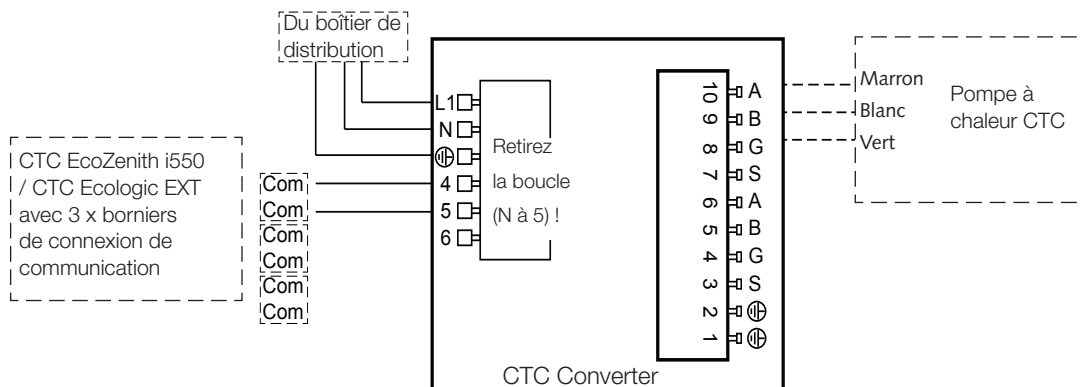 Du boîtier de
distribution
CTC EcoZenith i550
/ CTC Ecologic EXT
avec 3 x borniers
de connexion de
communication
Com
Com
Com
Com
Com
Com
L1
N
4
5
6
Retirez
la boucle
(N à 5) !
10 A
9 B
8 G
7 S
6 A
5 B
4 G
3 S
2
1
Marron
Blanc
Vert
Pompe à
chaleur CTC
CTC Converter